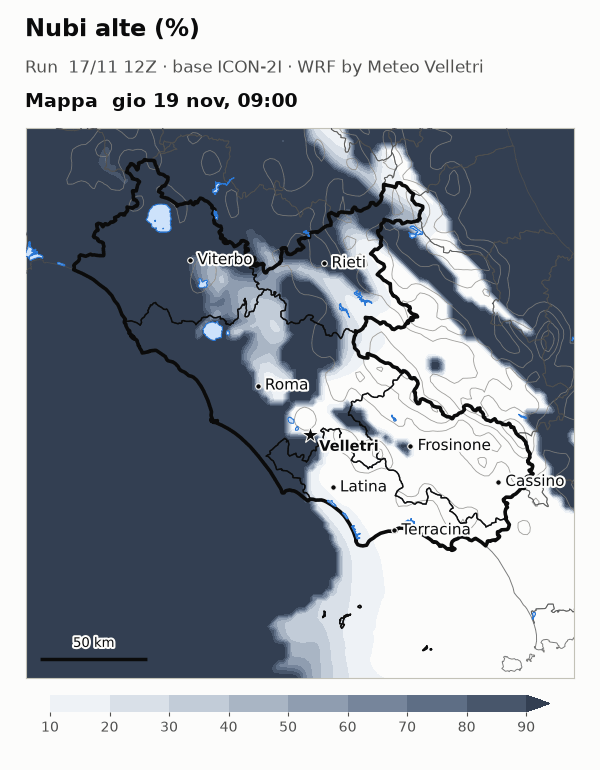 Nubi alte (%)
Run  17/11 12Z · base ICON-2I · WRF by Meteo Velletri
Mappa  gio 19 nov, 09:00
Viterbo
Rieti
Roma
Velletri
Frosinone
Latina
Cassino
Terracina
50 km
10 20 30 40 50 60 70 80 90